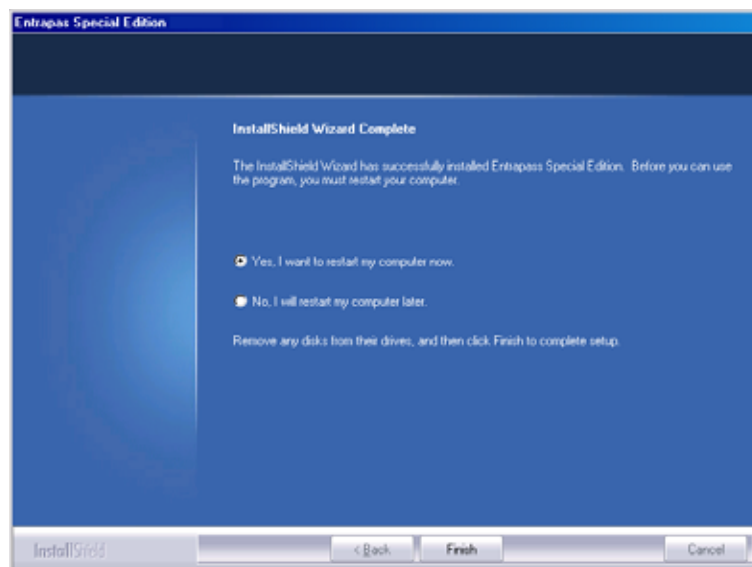 Entrapas Special Edition
InstallShield Wizard Complete
The InstallShield Wizard has successfully installed Entrapass Special Edition. Before you can use
the program, you must restart your computer.
Yes, I want to restart my computer now.
No, I will restart my computer later.
Remove any disks from their drives, and then click Finish to complete setup.
InstallShield
< Back
Finish
Cancel